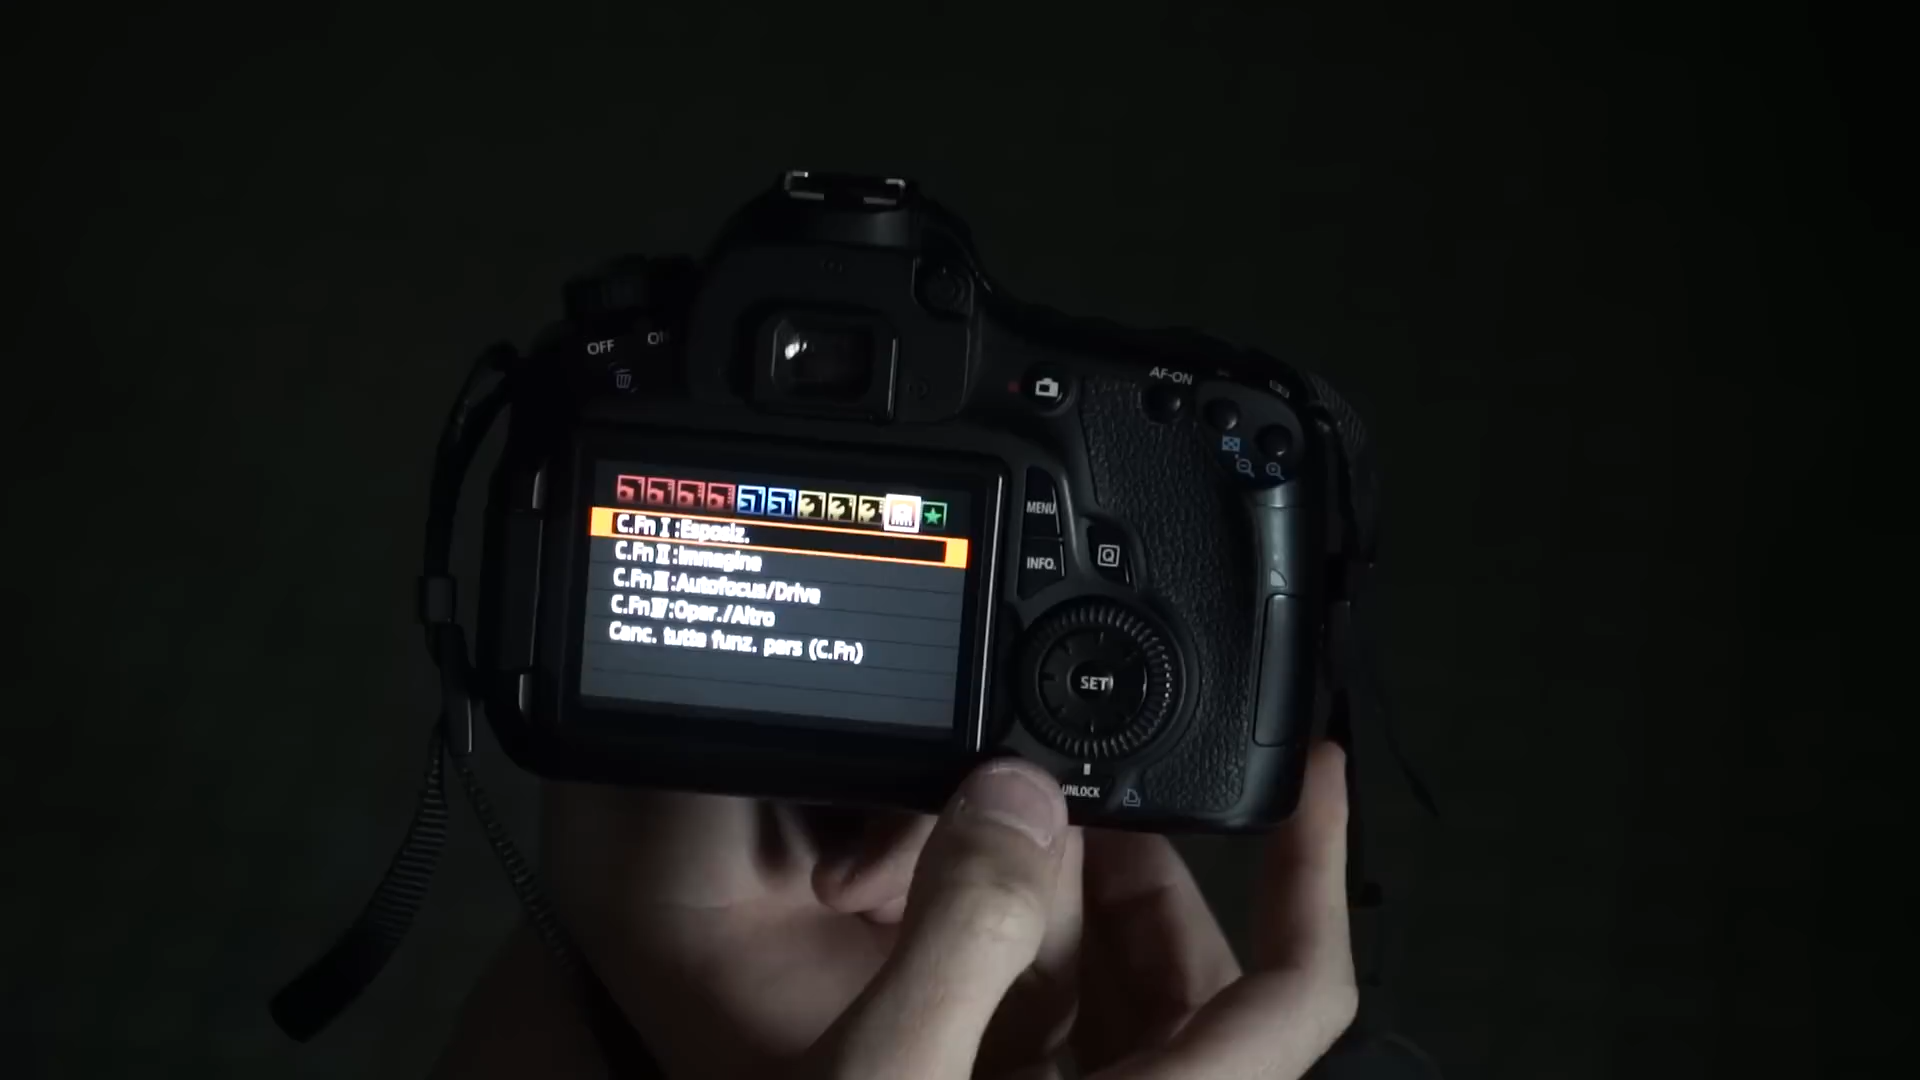 OFF ON
AF-ON
MENU
C.Fn I :Esposiz.
C.Fn II :Immagine
INFO.
Q
C.Fn III :Autofocus/Drive
C.Fn IV :Oper./Altro
Canc. tutte funz. pers (C.Fn)
SET
UNLOCK